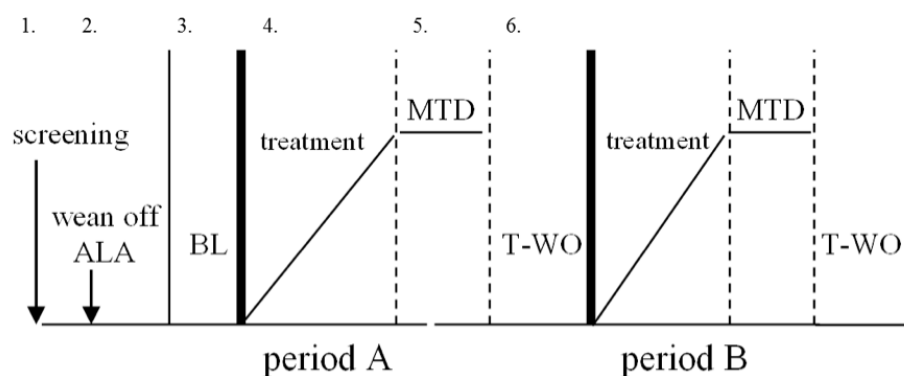 1. 2. 3. 4. 5. 6.
MTD MTD
screening
treatment treatment
wean off
ALA
BL T-WO T-WO
period A period B